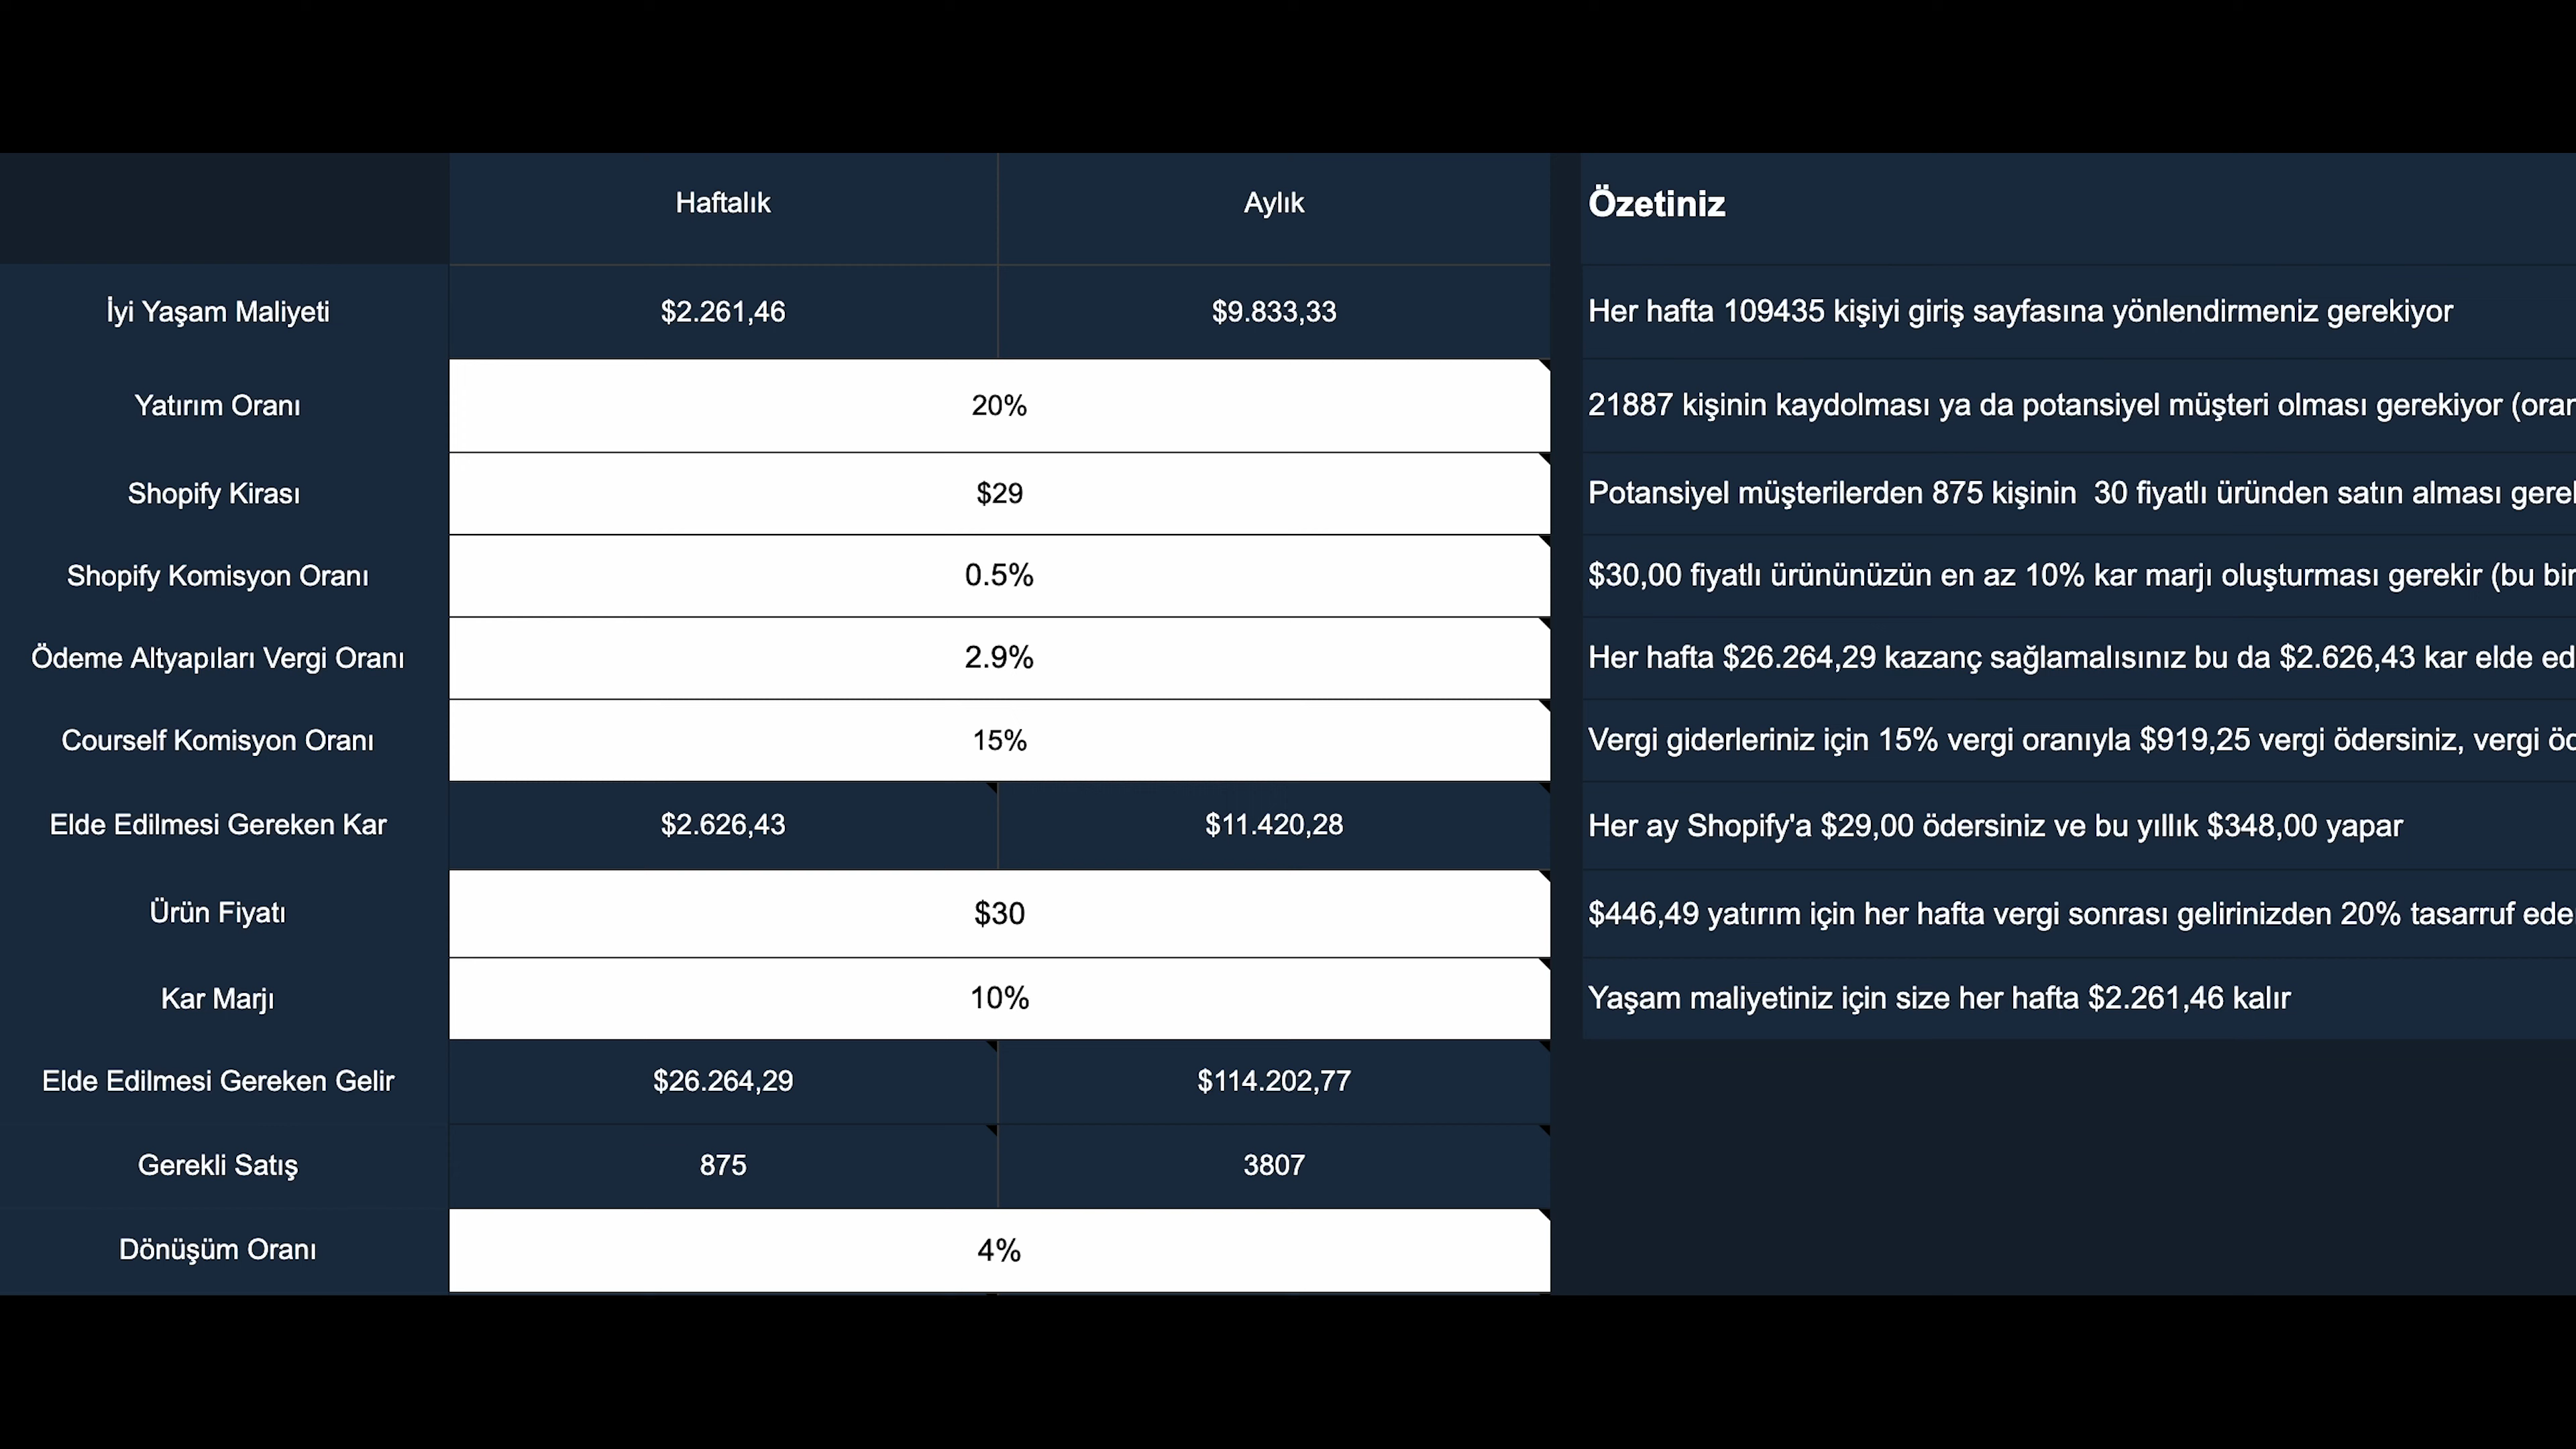 Haftalık Aylık
İyi Yaşam Maliyeti $2.261,46 $9.833,33
Yatırım Oranı 20%
Shopify Kirası $29
Shopify Komisyon Oranı 0.5%
Ödeme Altyapıları Vergi Oranı 2.9%
Courself Komisyon Oranı 15%
Elde Edilmesi Gereken Kar $2.626,43 $11.420,28
Ürün Fiyatı $30
Kar Marjı 10%
Elde Edilmesi Gereken Gelir $26.264,29 $114.202,77
Gerekli Satış 875 3807
Dönüşüm Oranı 4%
Özetiniz
Her hafta 109435 kişiyi giriş sayfasına yönlendirmeniz gerekiyor
21887 kişinin kaydolması ya da potansiyel müşteri olması gerekiyor
Potansiyel müşterilerden 875 kişinin 30 fiyatlı üründen satın alması
$30,00 fiyatlı ürününüzün en az 10% kar marjı oluşturması gerekir (bu
Her hafta $26.264,29 kazanç sağlamalısınız bu da $2.626,43 kar elde
Vergi giderleriniz için 15% vergi oranıyla $919,25 vergi ödersiniz, vergi
Her ay Shopify'a $29,00 ödersiniz ve bu yıllık $348,00 yapar
$446,49 yatırım için her hafta vergi sonrası gelirinizden 20% tasarruf
Yaşam maliyetiniz için size her hafta $2.261,46 kalır